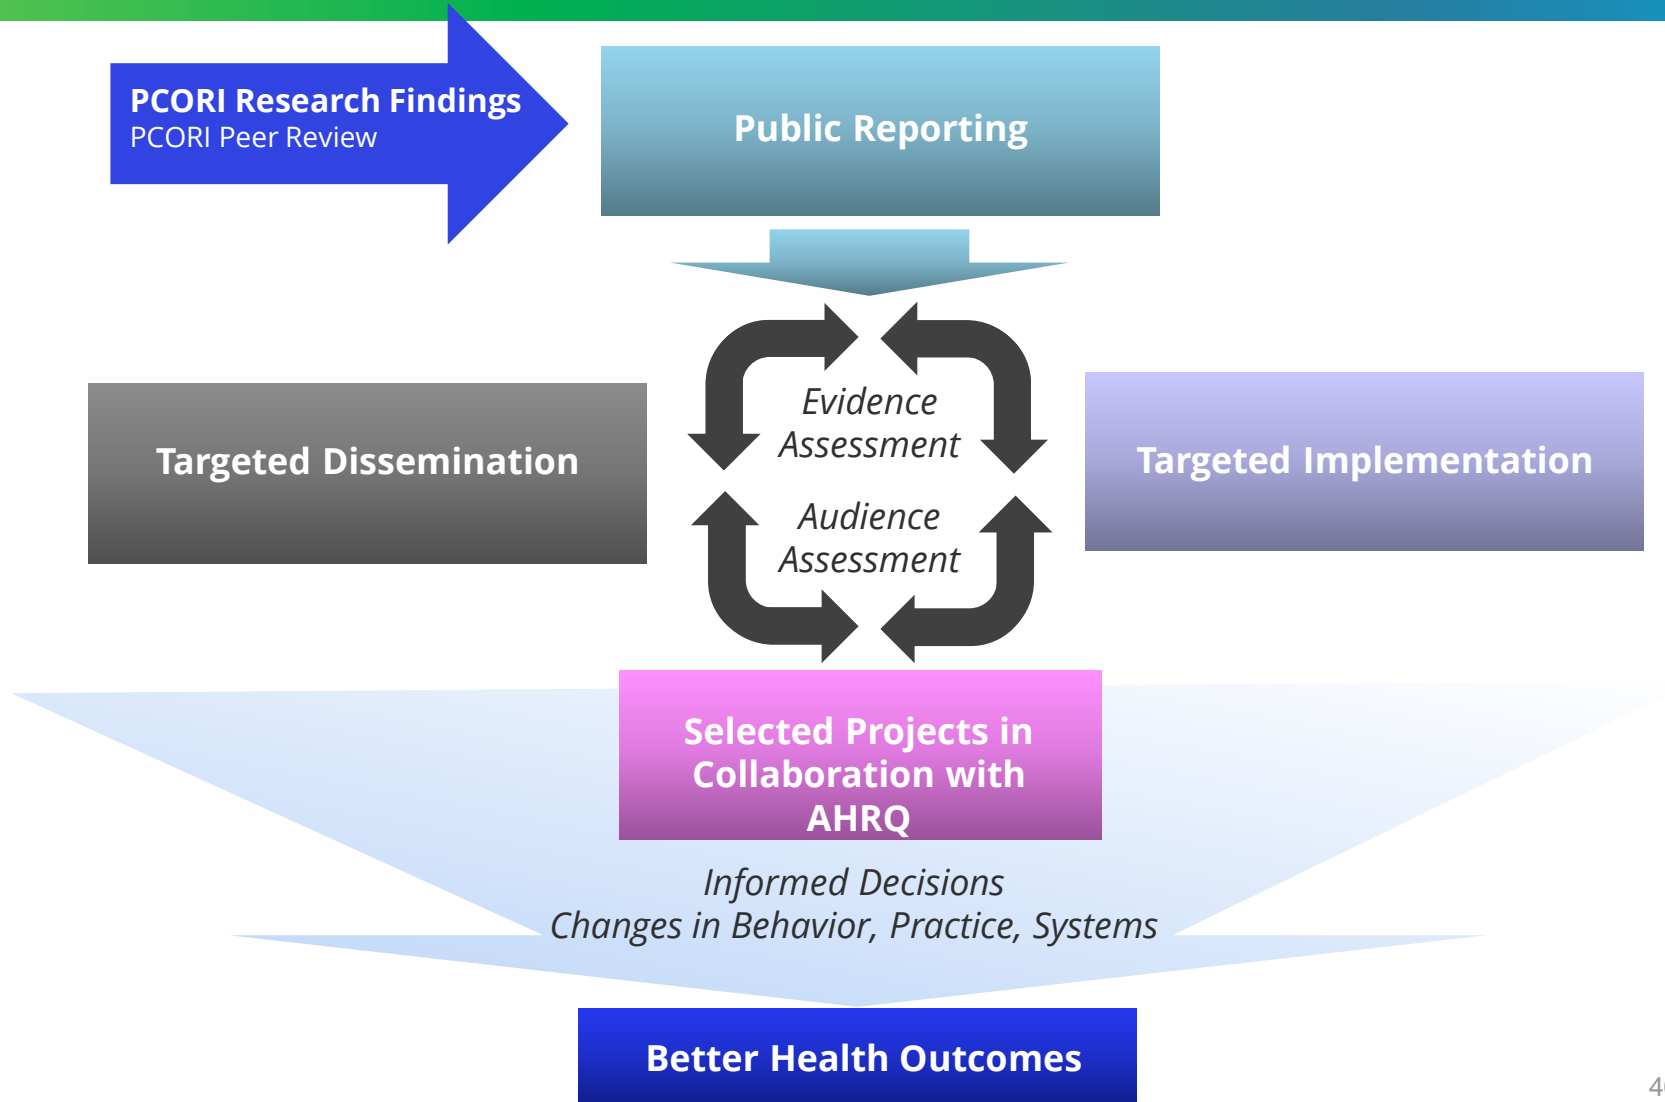 PCORI Research Findings
PCORI Peer Review
Public Reporting
Evidence
Assessment
Targeted Dissemination
Targeted Implementation
Audience
Assessment
Selected Projects in
Collaboration with
AHRQ
Informed Decisions
Changes in Behavior, Practice, Systems
Better Health Outcomes